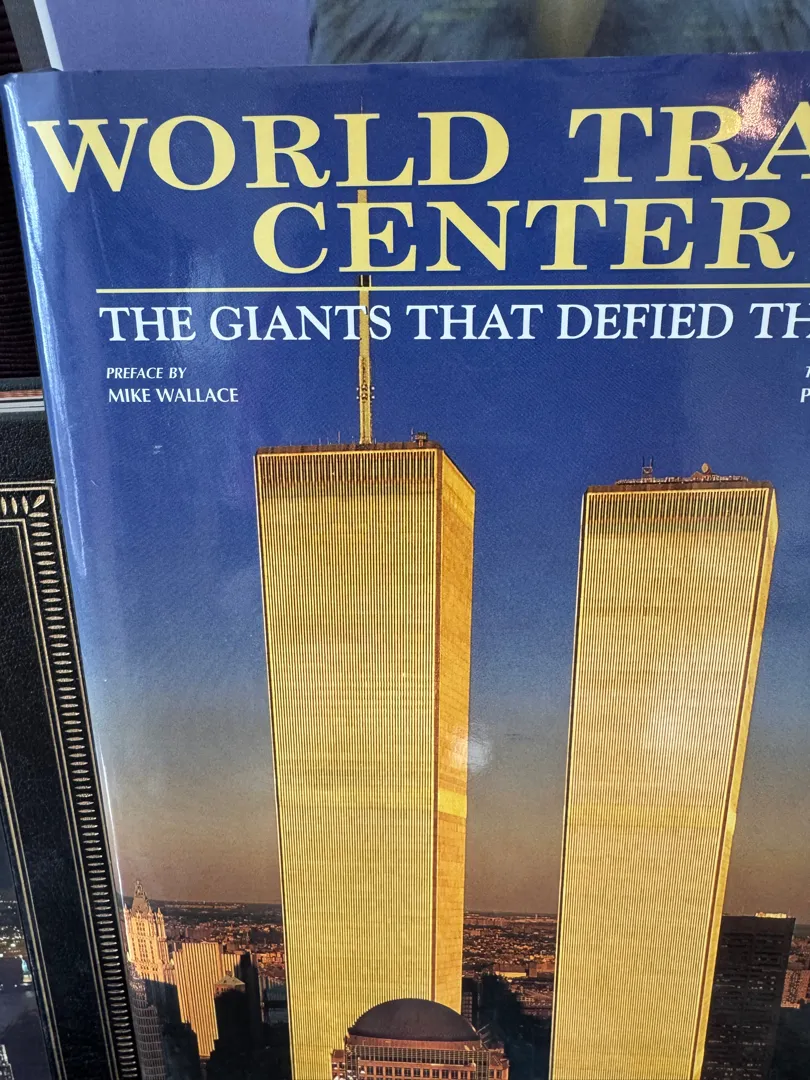 WORLD TRA
CENTER
THE GIANTS THAT DEFIED TH
PREFACE BY
MIKE WALLACE